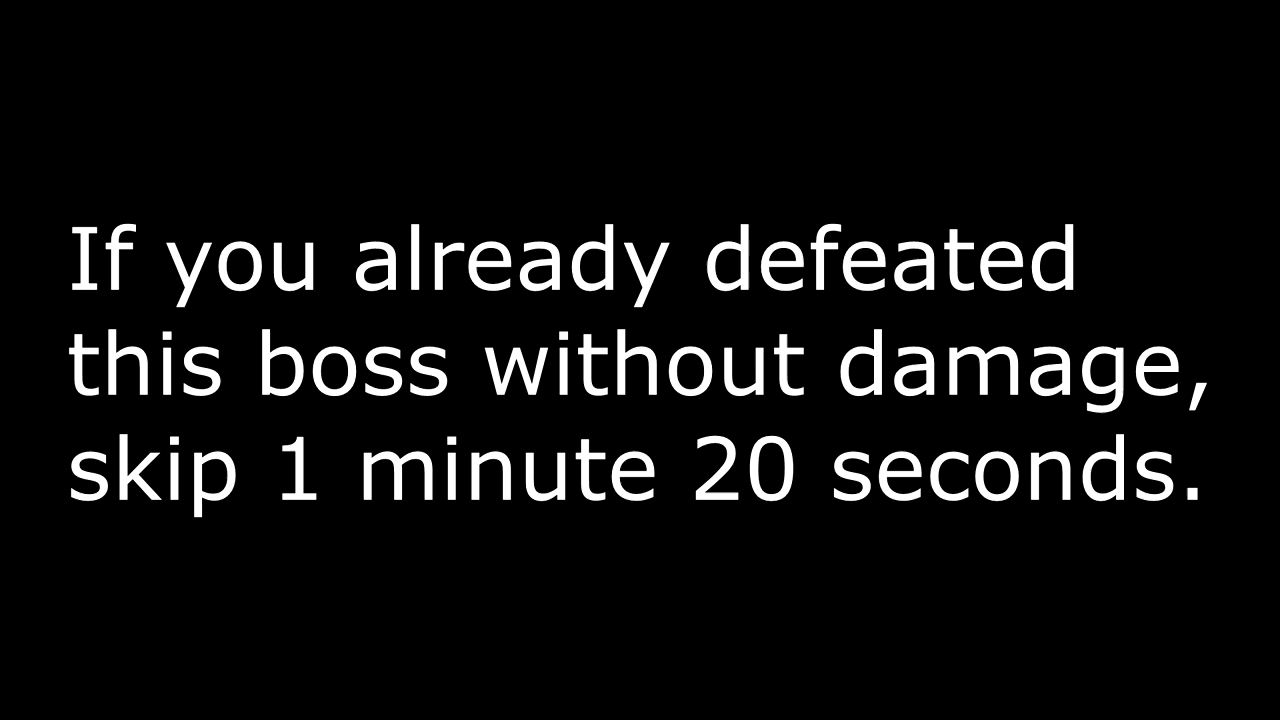 If you already defeated
this boss without damage,
skip 1 minute 20 seconds.